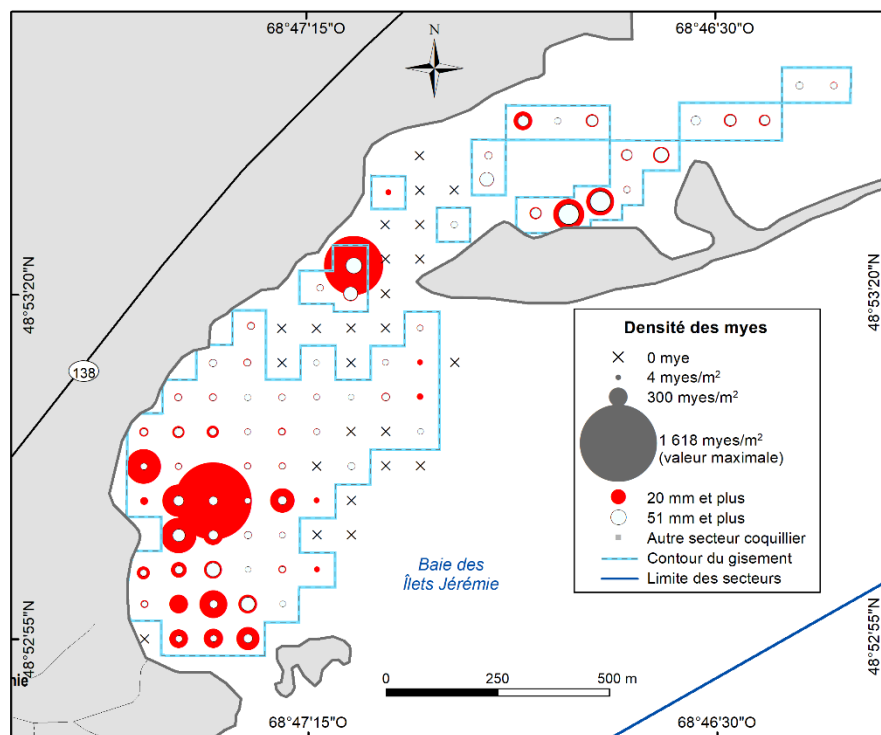 68°47'15"O
68°46'30"O
N
48°53'20"N
48°53'20"N
138
Densité des myes
0 mye
4 myes/m²
300 myes/m²
1 618 myes/m²
(valeur maximale)
20 mm et plus
51 mm et plus
Autre secteur coquillier
Contour du gisement
Limite des secteurs
Baie des
Îlets Jérémie
48°52'55"N
48°52'55"N
nie
0
250
500 m
68°47'15"O
68°46'30"O